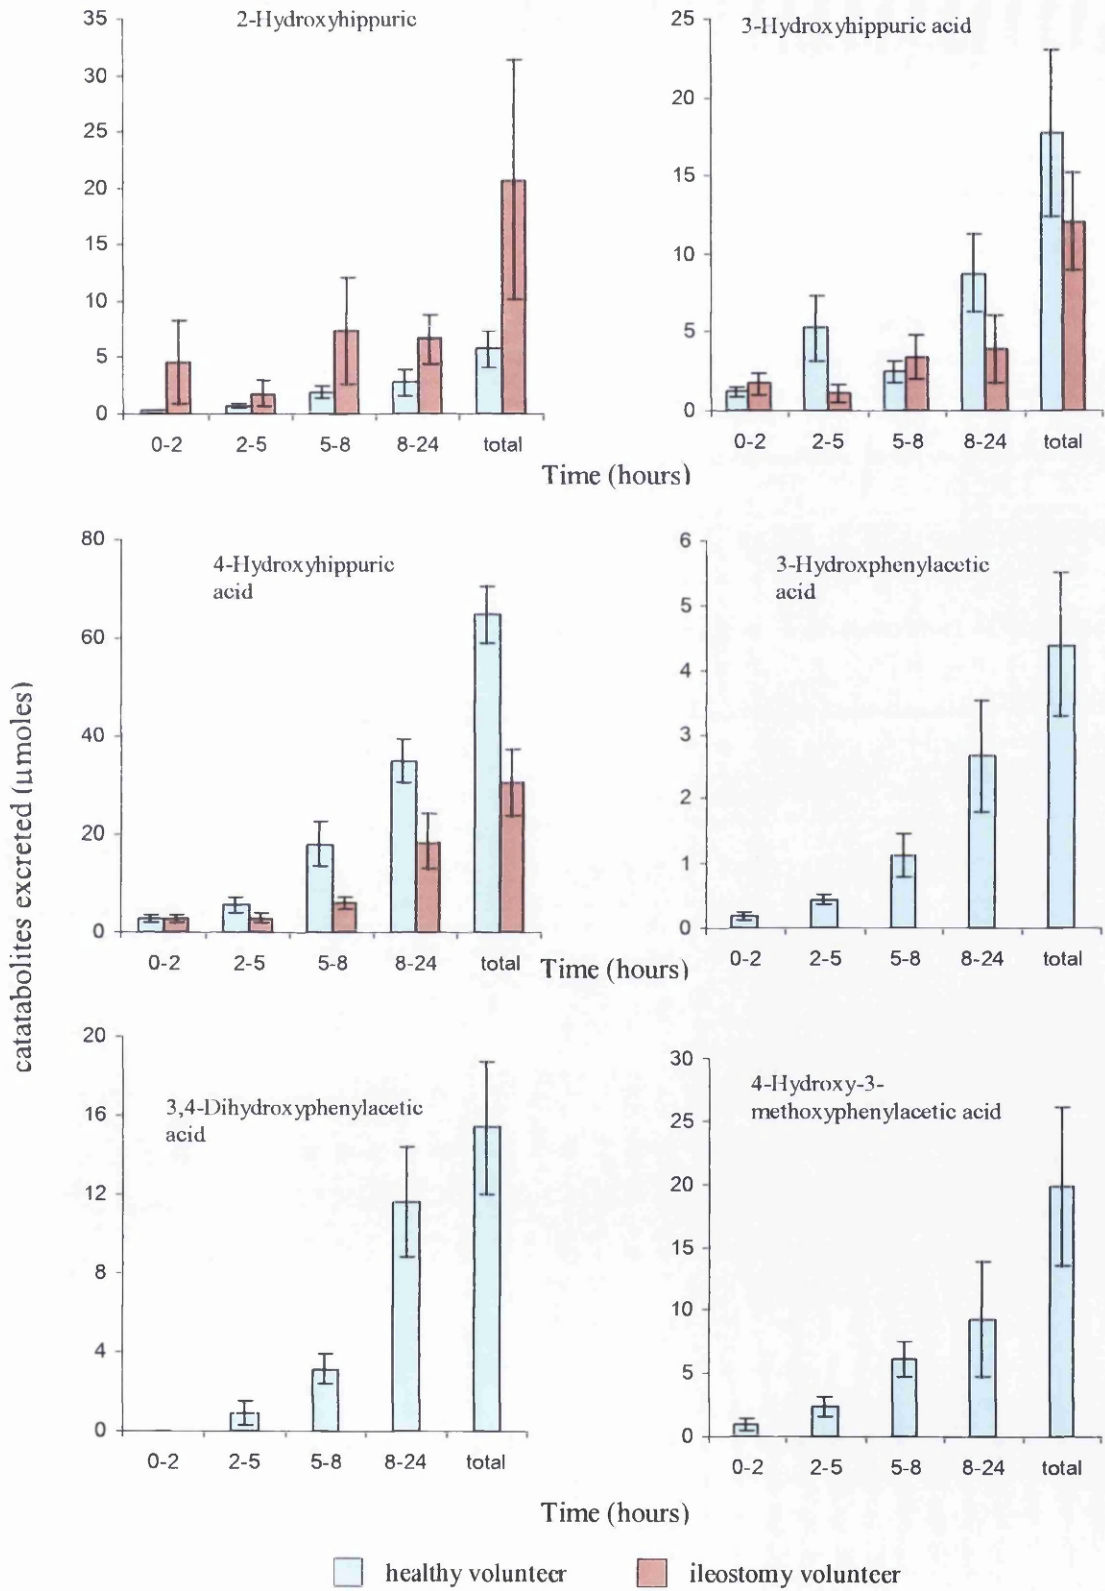 2-Hydroxyhippuric
35
30
25
20
15
10
5
0
0-2 2-5 5-8 8-24 total
3-Hydroxyhippuric acid
25
20
15
10
5
0
0-2 2-5 5-8 8-24 total
Time (hours)
catatabolites excreted (µmoles)
4-Hydroxyhippuric
acid
80
60
40
20
0
0-2 2-5 5-8 8-24 total
3-Hydroxphenylacetic
acid
6
5
4
3
2
1
0
0-2 2-5 5-8 8-24 total
Time (hours)
3,4-Dihydroxyphenylacetic
acid
20
16
12
8
4
0
0-2 2-5 5-8 8-24 total
4-Hydroxy-3-
methoxyphenylacetic acid
30
25
20
15
10
5
0
0-2 2-5 5-8 8-24 total
Time (hours)
healthy volunteer ileostomy volunteer